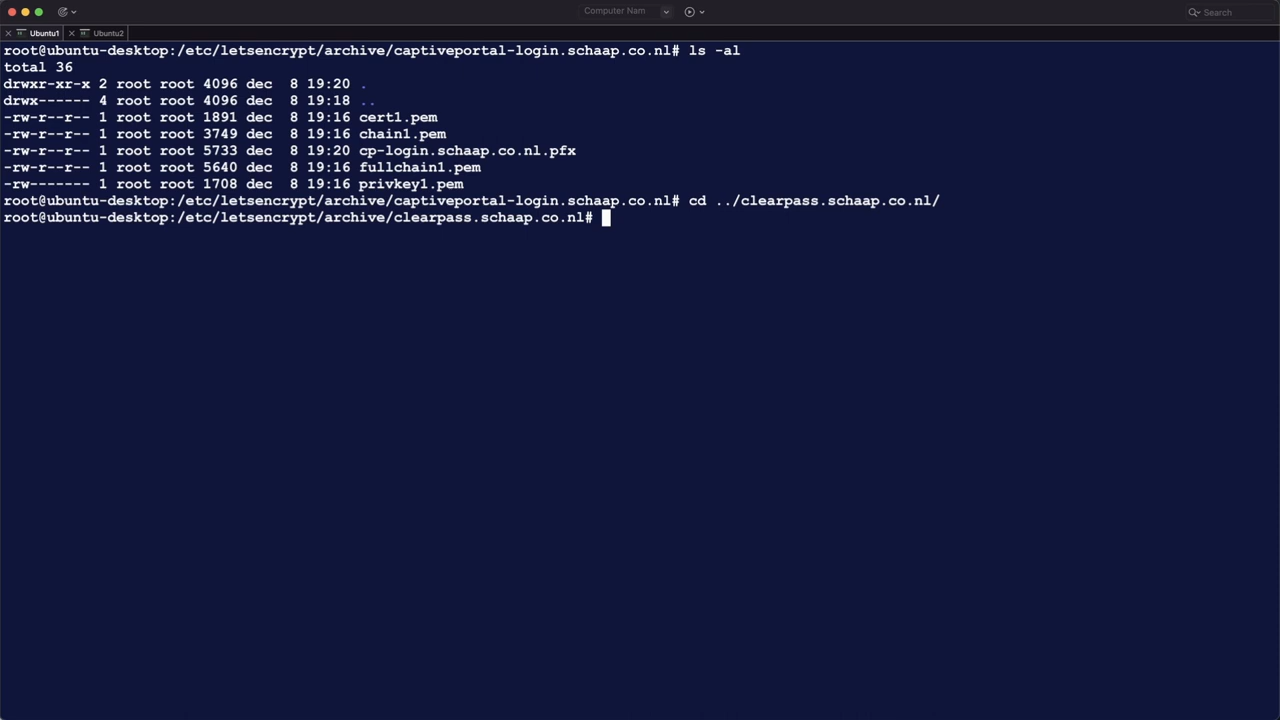 Computer Nam
Search
Ubuntu1
Ubuntu2
root@ubuntu-desktop:/etc/letsencrypt/archive/captiveportal-login.schaap.co.nl# ls -al
total 36
drwxr-xr-x 2 root root 4096 dec  8 19:20 .
drwx------ 4 root root 4096 dec  8 19:18 ..
-rw-r--r-- 1 root root 1891 dec  8 19:16 cert1.pem
-rw-r--r-- 1 root root 3749 dec  8 19:16 chain1.pem
-rw-r--r-- 1 root root 5733 dec  8 19:20 cp-login.schaap.co.nl.pfx
-rw-r--r-- 1 root root 5640 dec  8 19:16 fullchain1.pem
-rw------- 1 root root 1708 dec  8 19:16 privkey1.pem
root@ubuntu-desktop:/etc/letsencrypt/archive/captiveportal-login.schaap.co.nl# cd ../clearpass.schaap.co.nl/
root@ubuntu-desktop:/etc/letsencrypt/archive/clearpass.schaap.co.nl#